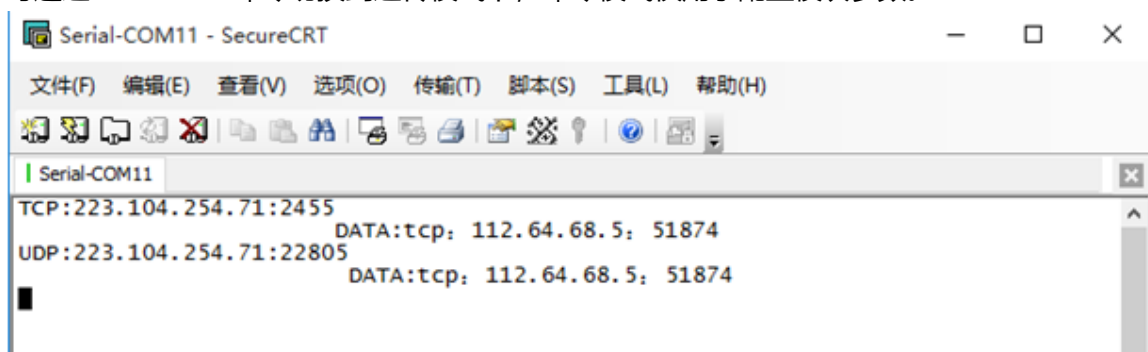 Serial-COM11 - SecureCRT
文件(F) 编辑(E) 查看(V) 选项(O) 传输(T) 脚本(S) 工具(L) 帮助(H)
Serial-COM11
TCP:223.104.254.71:2455
DATA:tcp：112.64.68.5：51874
UDP:223.104.254.71:22805
DATA:tcp：112.64.68.5：51874